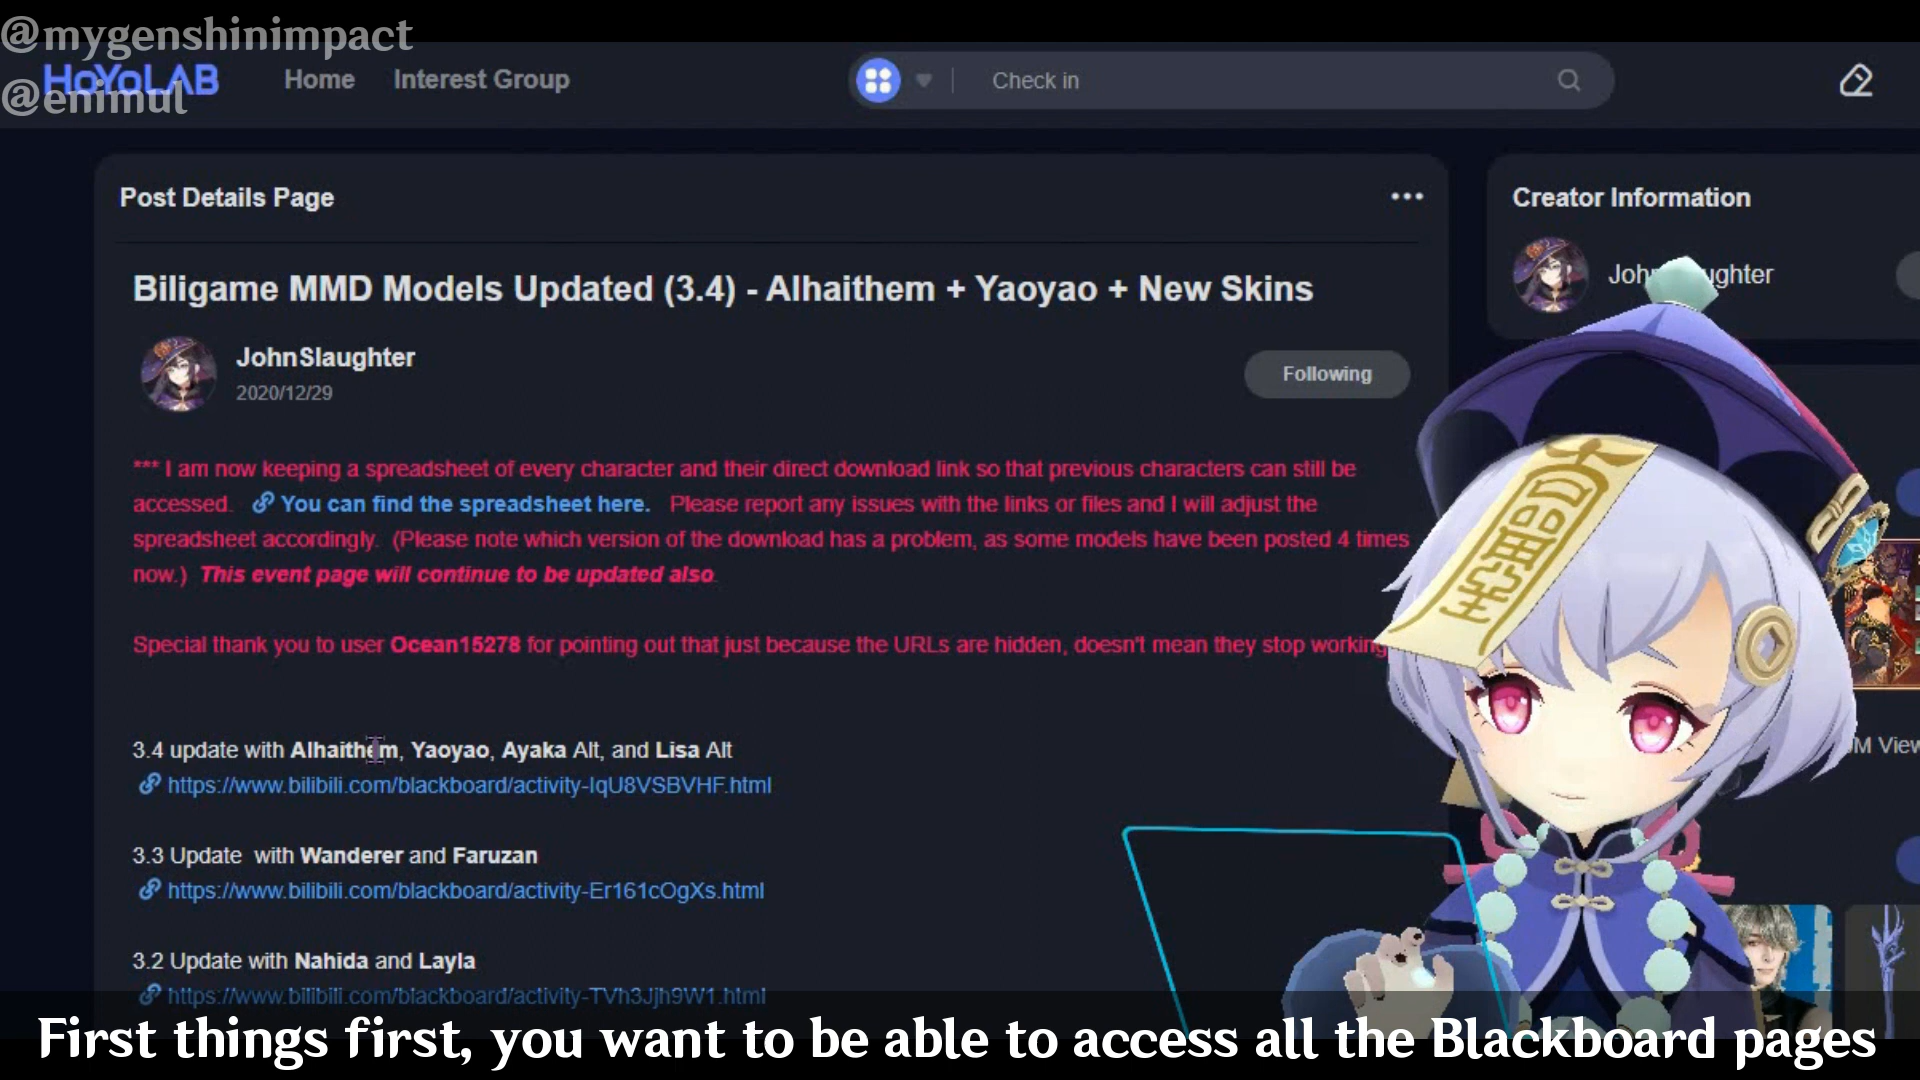 @mygenshinimpact
HoYoLAB
@enimul
Home
Interest Group
Check in
Post Details Page
Creator Information
Biligame MMD Models Updated (3.4) - Alhaithem + Yaoyao + New Skins
JohnSlaughter
2020/12/29
Following
*** I am now keeping a spreadsheet of every character and their direct download link so that previous characters can still be
accessed. You can find the spreadsheet here. Please report any issues with the links or files and I will adjust the
spreadsheet accordingly. (Please note which version of the download has a problem, as some models have been posted 4 times
now.) This event page will continue to be updated also.
Special thank you to user Ocean15278 for pointing out that just because the URLs are hidden, doesn't mean they stop working
3.4 update with Alhaithem, Yaoyao, Ayaka Alt, and Lisa Alt
https://www.bilibili.com/blackboard/activity-IqU8VSBVHF.html
3.3 Update with Wanderer and Faruzan
https://www.bilibili.com/blackboard/activity-Er161cOgXs.html
3.2 Update with Nahida and Layla
https://www.bilibili.com/blackboard/activity-TVh3Jjh9W1.html
First things first, you want to be able to access all the Blackboard pages